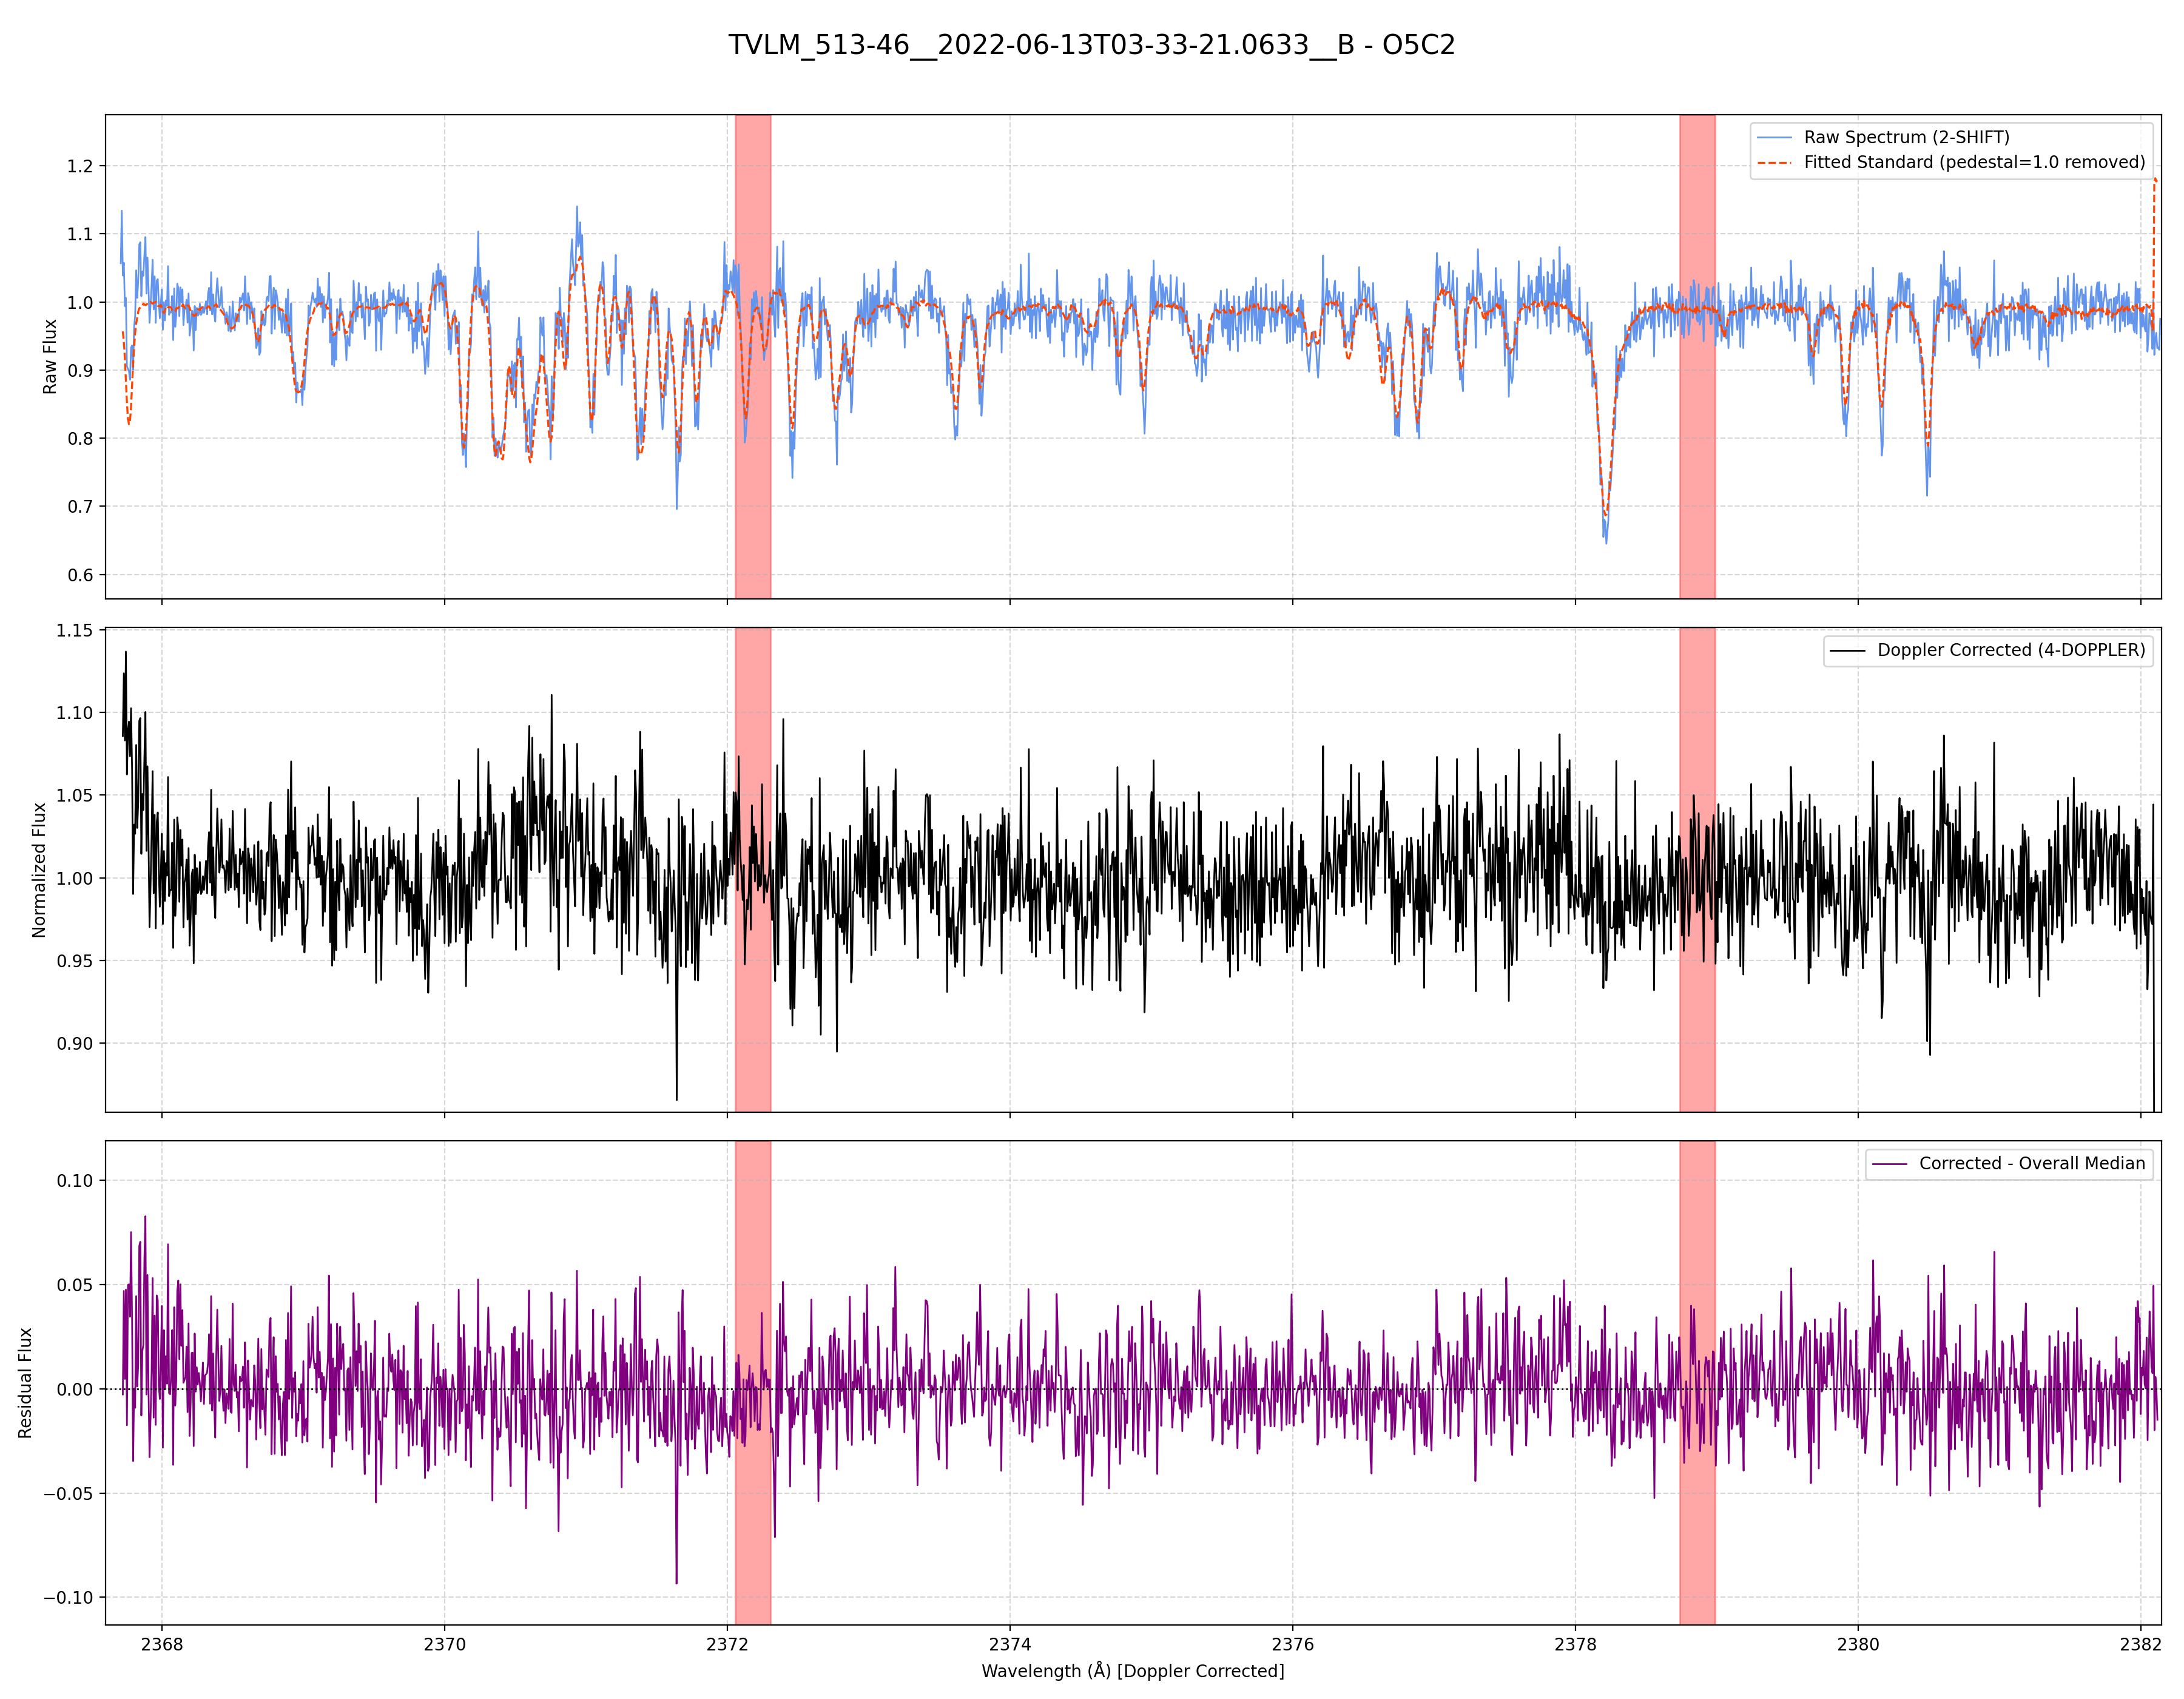 TVLM_513-46__2022-06-13T03-33-21.0633__B - O5C2
Raw Flux
1.2
1.1
1.0
0.9
0.8
0.7
0.6
Raw Spectrum (2-SHIFT)
Fitted Standard (pedestal=1.0 removed)
Normalized Flux
1.15
1.10
1.05
1.00
0.95
0.90
Doppler Corrected (4-DOPPLER)
Residual Flux
0.10
0.05
0.00
−0.05
−0.10
Corrected - Overall Median
2368 2370 2372 2374 2376 2378 2380 2382
Wavelength (Å) [Doppler Corrected]